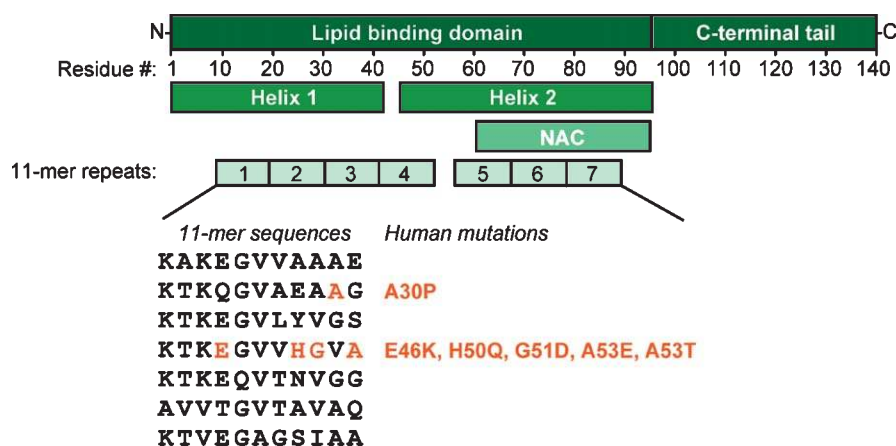 N- Lipid binding domain C-terminal tail -C
Residue #: 1 10 20 30 40 50 60 70 80 90 100 110 120 130 140
Helix 1 Helix 2
NAC
11-mer repeats: 1 2 3 4 5 6 7
11-mer sequences Human mutations
KAKEGVVAAAE
KTKQGVAEAAG A30P
KTKEGVLYVGS
KTKEGVVHGVA E46K, H50Q, G51D, A53E, A53T
KTKEQVTNVGG
AVVTGVTAVAQ
KTVEGAGSIAA